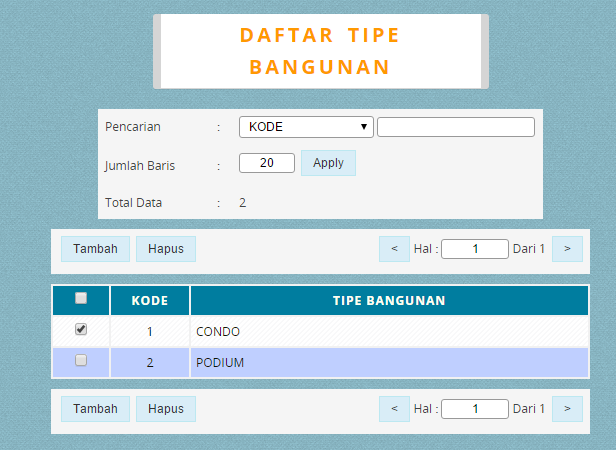 DAFTAR TIPE
BANGUNAN
Pencarian : KODE
Jumlah Baris : 20 Apply
Total Data : 2
Tambah Hapus < Hal : 1 Dari 1 >
KODE TIPE BANGUNAN
1 CONDO
2 PODIUM
Tambah Hapus < Hal : 1 Dari 1 >